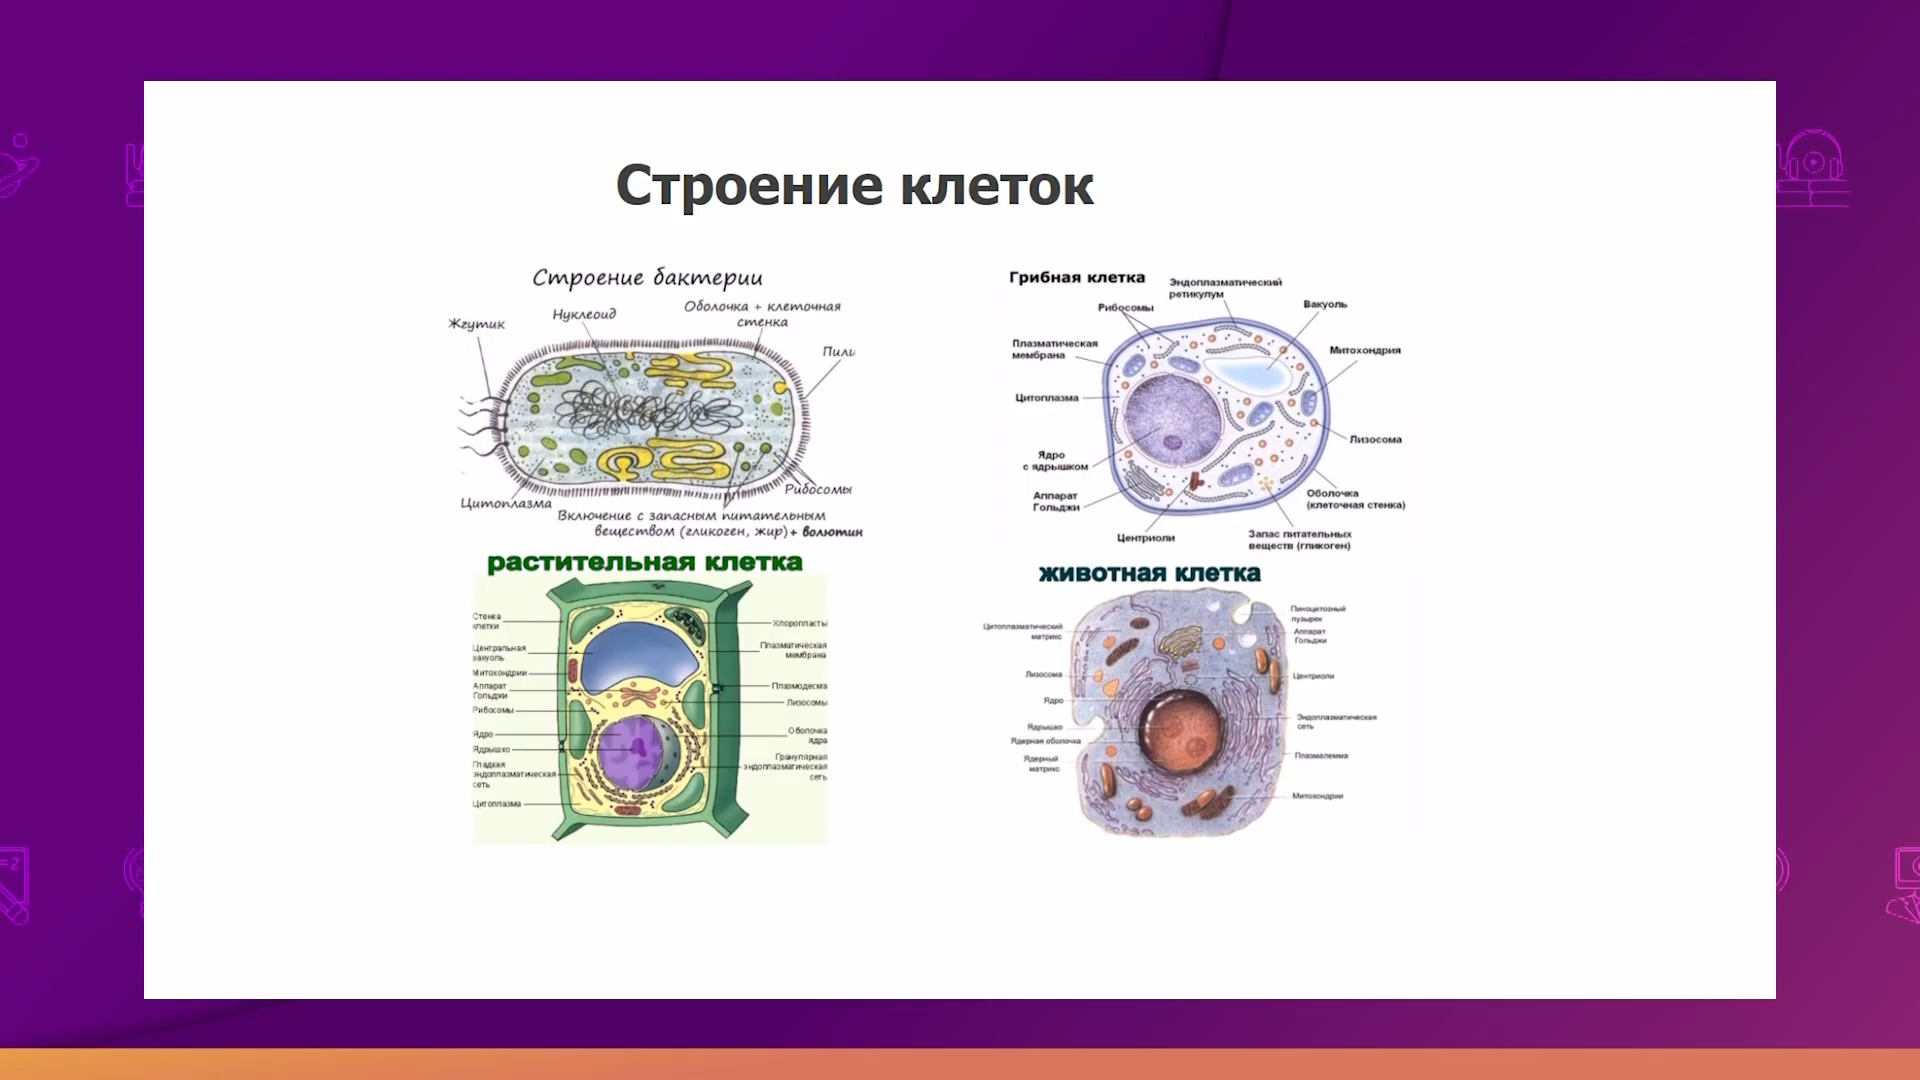 Строение клеток
Строение бактерии
Жгутик
Нуклеоид
Оболочка + клеточная
стенка
Пили
Цитоплазма
Рибосомы
Включение с запасным питательным
веществом (гликоген, жир)+ волютин
Грибная клетка
Эндоплазматический
ретикулум
Рибосомы
Вакуоль
Плазматическая
мембрана
Митохондрия
Цитоплазма
Лизосома
Ядро
с ядрышком
Аппарат
Гольджи
Оболочка
(клеточная стенка)
Центриоли
Запас питательных
веществ (гликоген)
растительная клетка
Стенка
клетки
Центральная
вакуоль
Митохондрии
Аппарат
Гольджи
Рибосомы
Ядро
Ядрышко
Гладкая
эндоплазматическая
сеть
Цитоплазма
Хлоропласты
Плазматическая
мембрана
Плазмодесма
Лизосомы
Оболочка
ядра
Гранулярная
эндоплазматическая
сеть
животная клетка
Цитоплазматический
матрикс
Лизосома
Ядро
Ядрышко
Ядерная оболочка
Ядерный
матрикс
Пиноцитозный
пузырек
Аппарат
Гольджи
Центриоли
Эндоплазматическая
сеть
Плазмалемма
Митохондрии